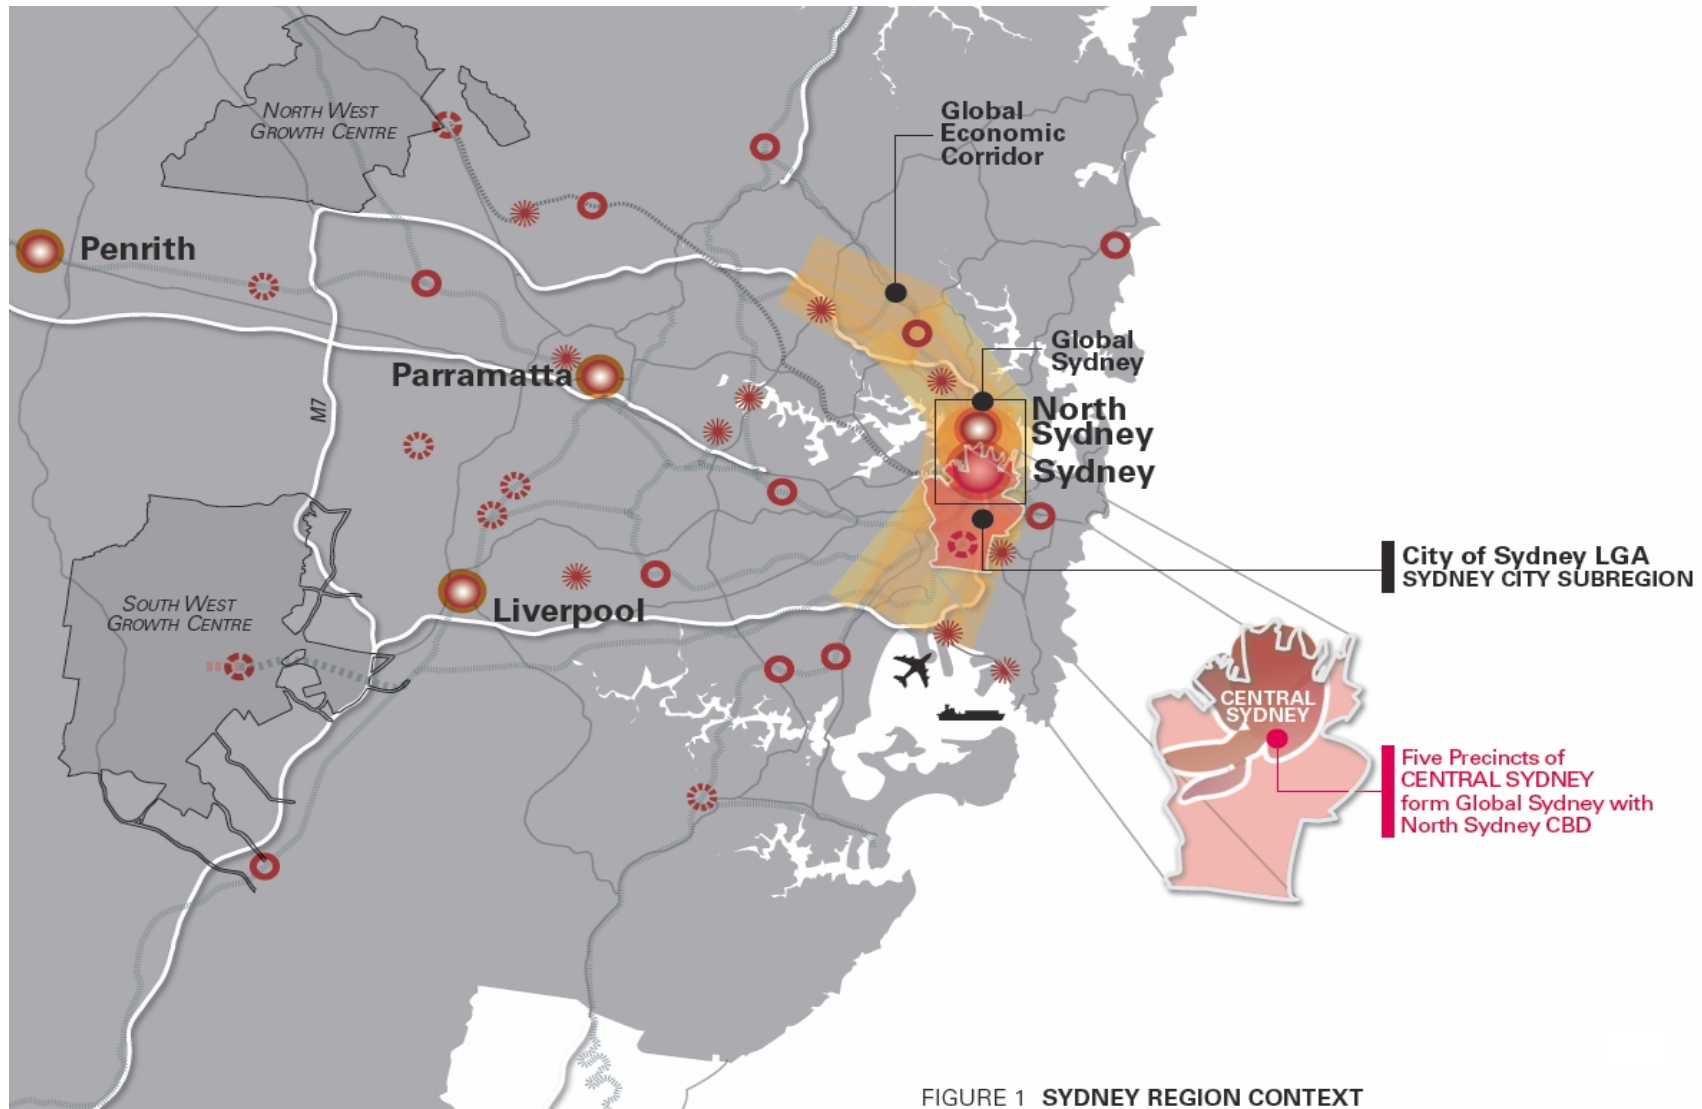 NORTH WEST
GROWTH CENTRE
Global
Economic
Corridor
Penrith
Global
Sydney
Parramatta
M7
North
Sydney
Sydney
City of Sydney LGA
SYDNEY CITY SUBREGION
SOUTH WEST
GROWTH CENTRE
Liverpool
CENTRAL
SYDNEY
Five Precincts of
CENTRAL SYDNEY
form Global Sydney with
North Sydney CBD
FIGURE 1 SYDNEY REGION CONTEXT